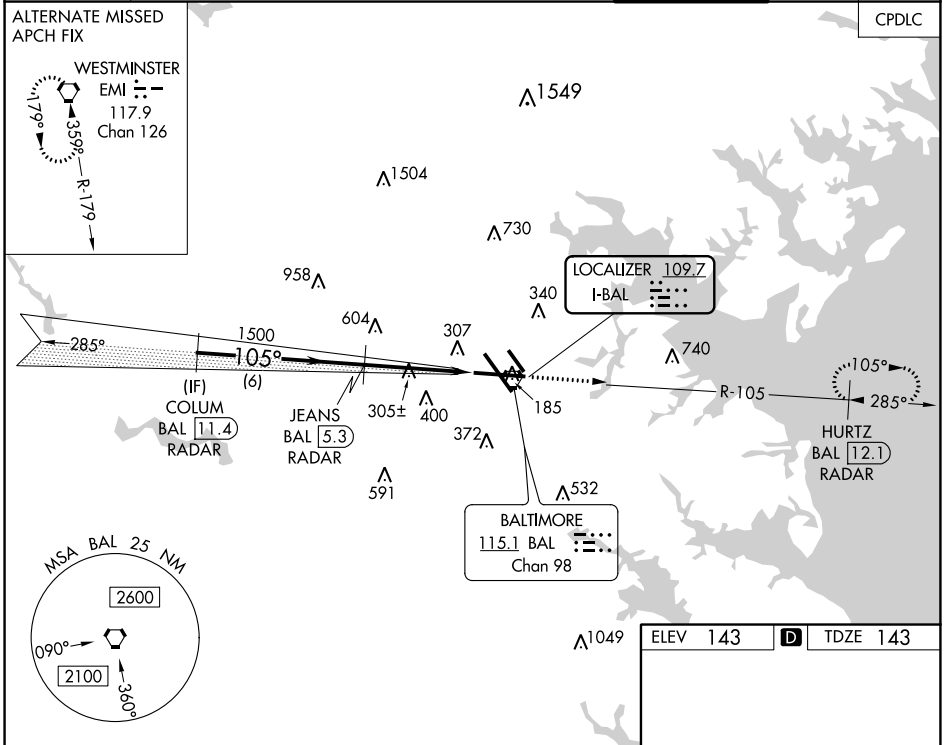 ALTERNATE MISSED
APCH FIX
WESTMINSTER
EMI
117.9
Chan 126
179°
359°
R-179
CPDLC
1549
1504
730
958
604
307
340
740
LOCALIZER 109.7
I-BAL
285°
1500
105°
(6)
(IF)
COLUM
BAL 11.4
RADAR
JEANS
BAL 5.3
RADAR
305±
400
372
591
185
532
R-105
105°
285°
HURTZ
BAL 12.1
RADAR
BALTIMORE
115.1 BAL
Chan 98
MSA BAL 25 NM
2600
090°
2100
360°
1049
ELEV 143 D TDZE 143